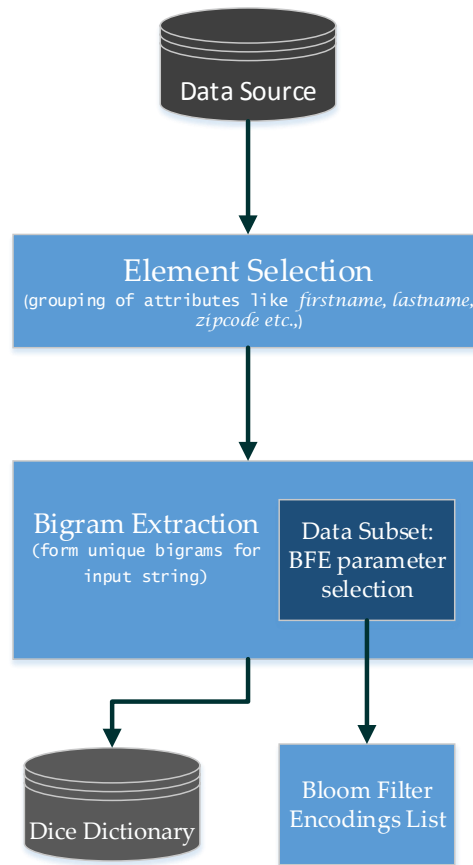 Data Source
Element Selection
(grouping of attributes like firstname, lastname,
zipcode etc.,)
Bigram Extraction
(form unique bigrams for
input string)
Data Subset:
BFE parameter
selection
Dice Dictionary
Bloom Filter
Encodings List